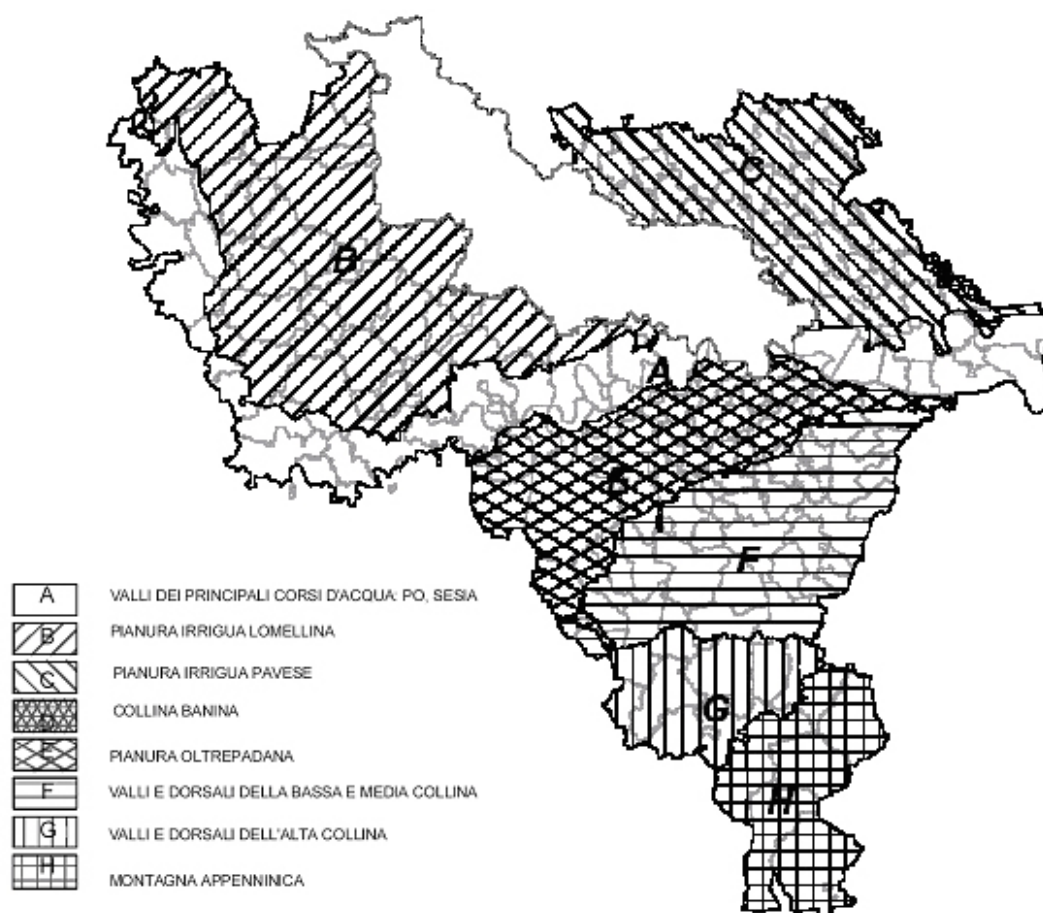 C
B
A
E
F
G
H
A VALLI DEI PRINCIPALI CORSI D'ACQUA: PO, SESIA
B PIANURA IRRIGUA LOMELLINA
C PIANURA IRRIGUA PAVESE
D COLLINA BANINA
E PIANURA OLTREPADANA
F VALLI E DORSALI DELLA BASSA E MEDIA COLLINA
G VALLI E DORSALI DELL'ALTA COLLINA
H MONTAGNA APPENNINICA